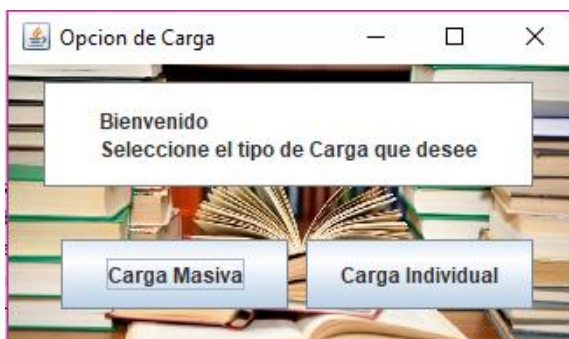 Opcion de Carga
Bienvenido
Seleccione el tipo de Carga que desee
Carga Masiva
Carga Individual